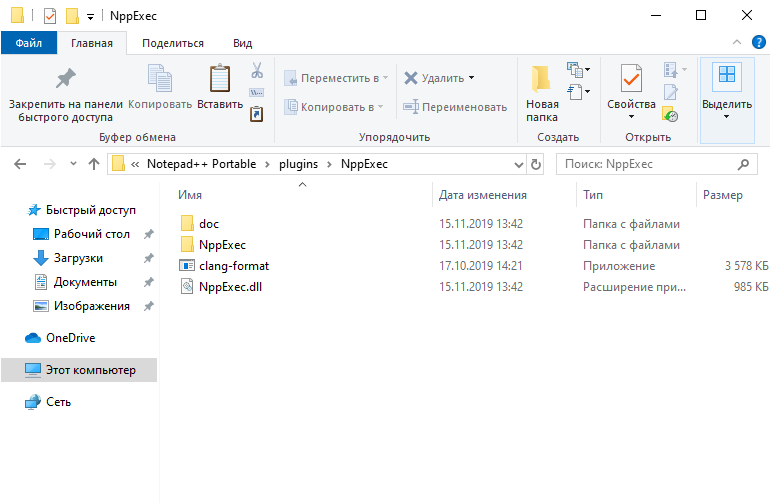 NppExec
Файл
Главная
Поделиться
Вид
Закрепить на панели
быстрого доступа
Копировать
Вставить
Переместить в
Копировать в
Удалить
Переименовать
Новая
папка
Свойства
Выделить
Буфер обмена
Упорядочить
Создать
Открыть
« Notepad++ Portable > plugins > NppExec
Поиск: NppExec
Имя
Дата изменения
Тип
Размер
Быстрый доступ
Рабочий стол
Загрузки
Документы
Изображения
OneDrive
Этот компьютер
Сеть
doc 15.11.2019 13:42 Папка с файлами
NppExec 15.11.2019 13:42 Папка с файлами
clang-format 17.10.2019 14:21 Приложение 3 578 КБ
NppExec.dll 15.11.2019 13:42 Расширение при... 985 КБ